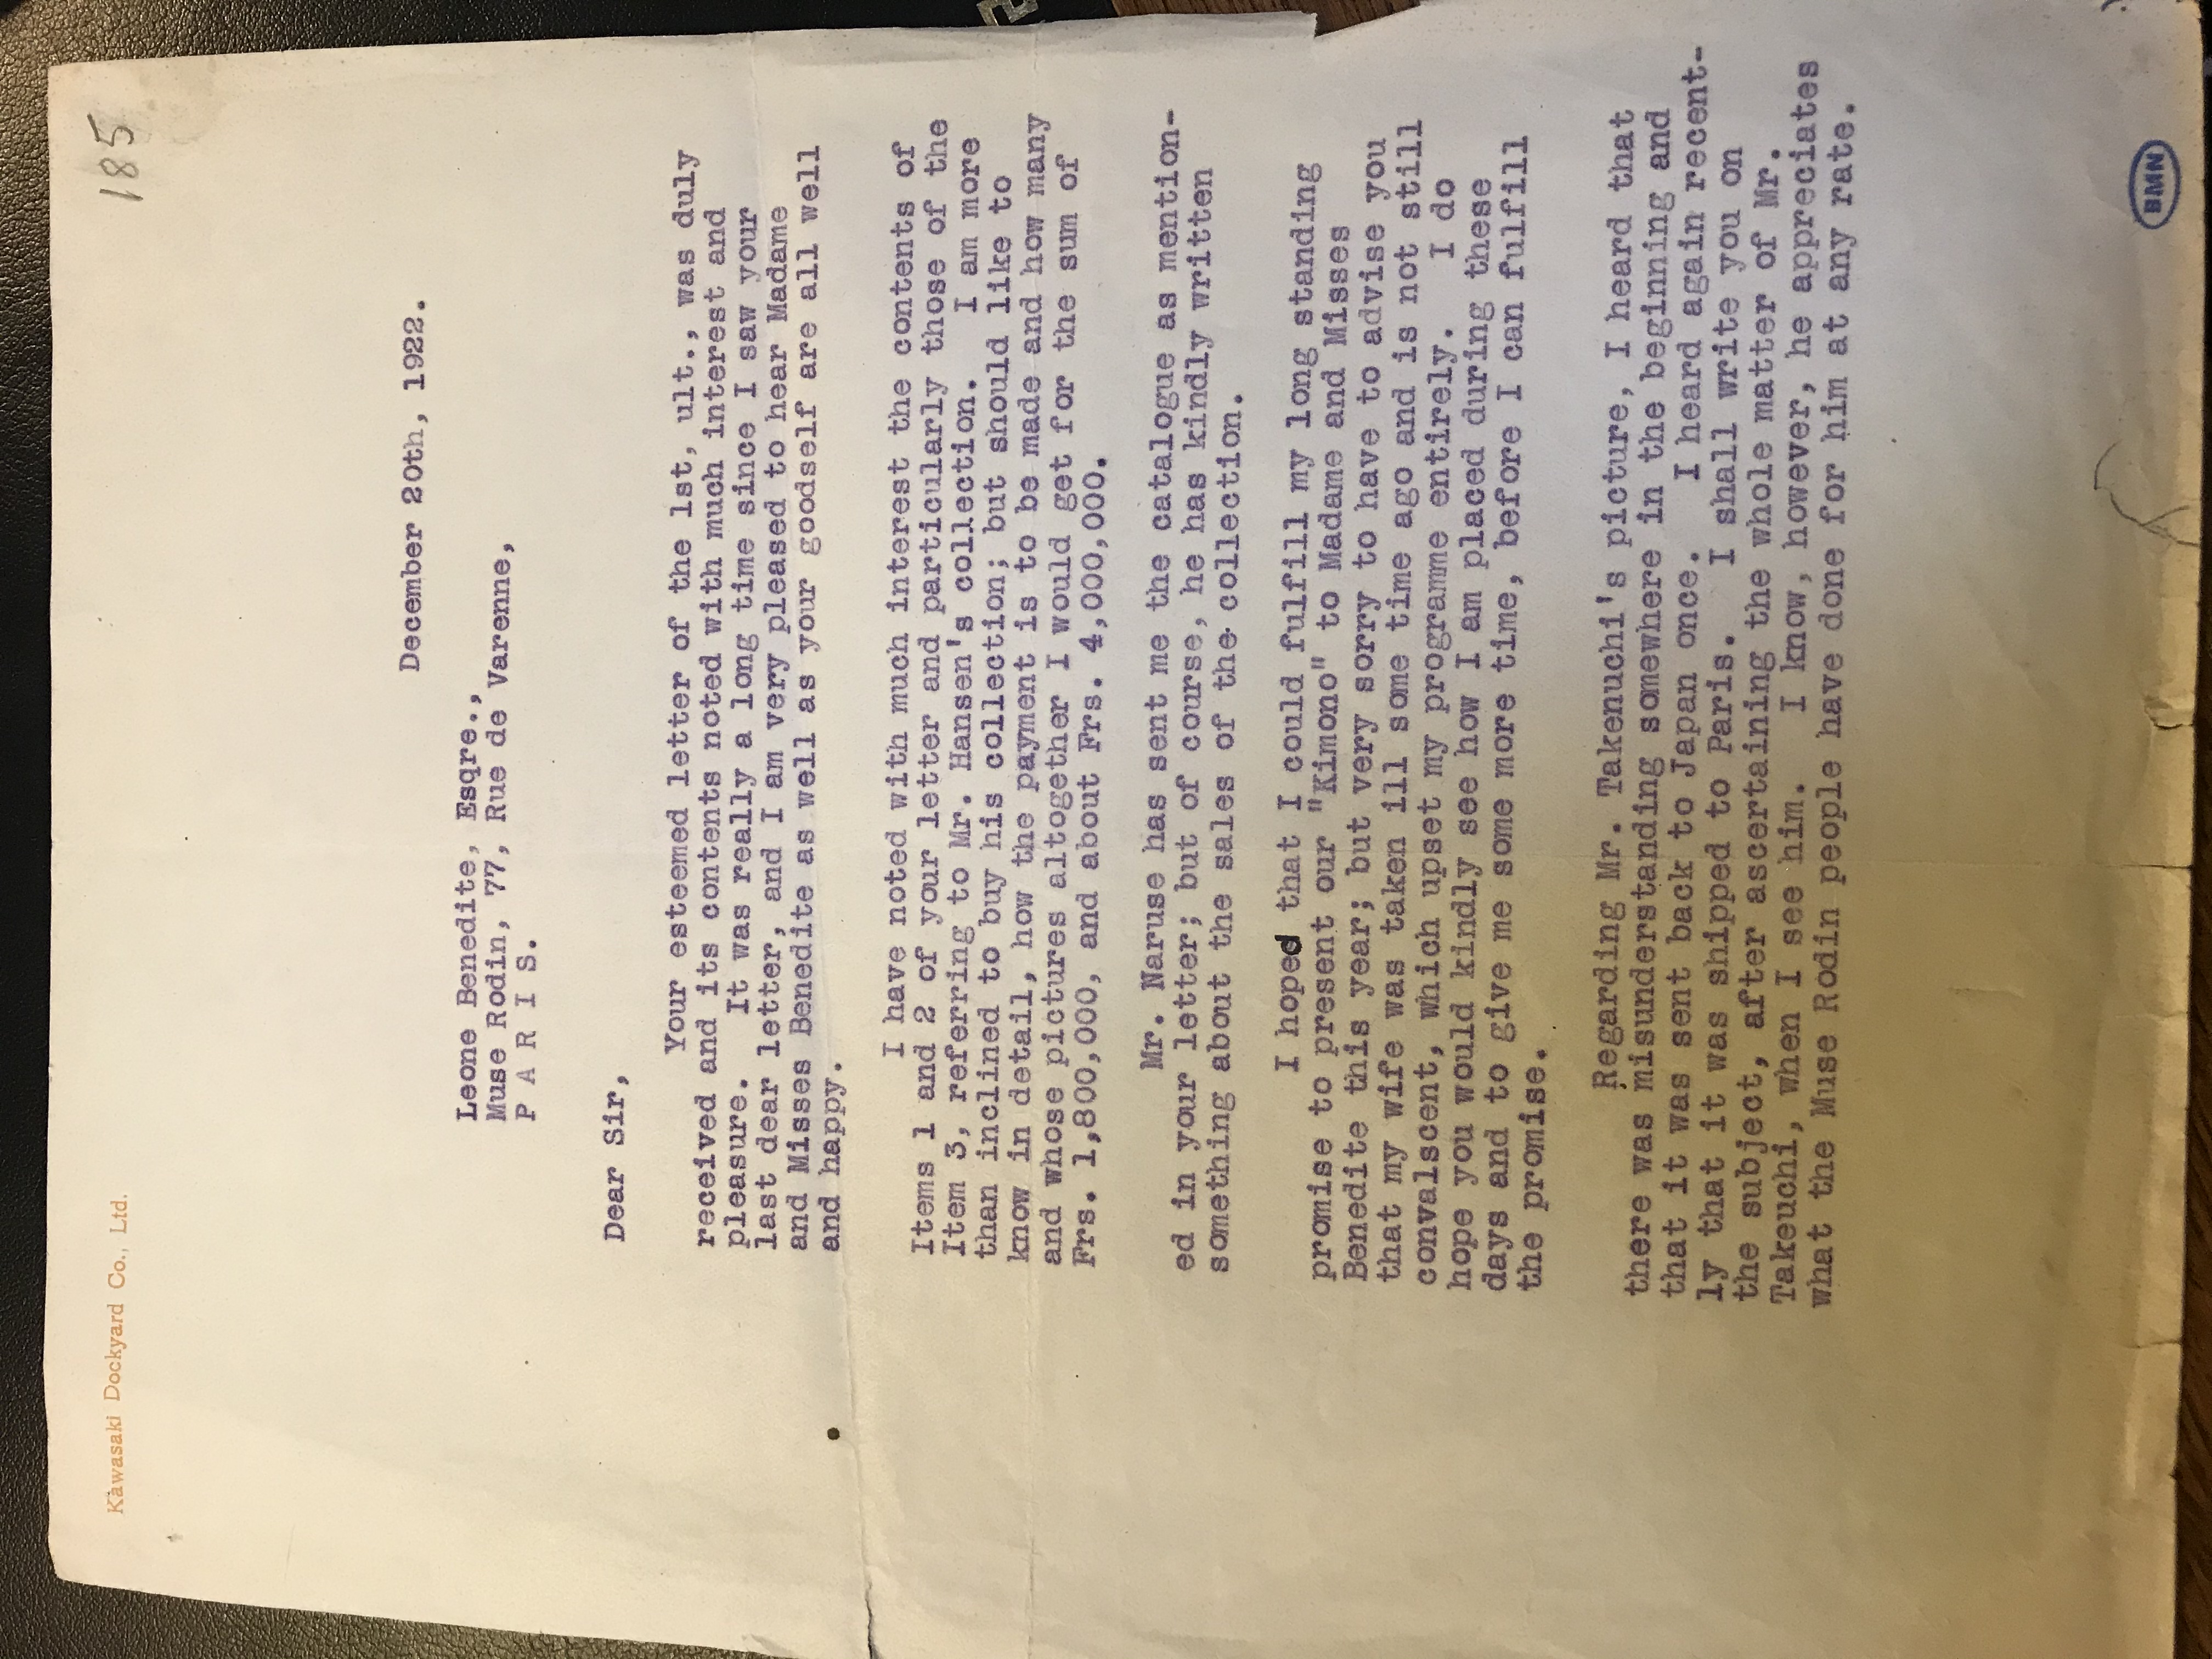 Kawasaki Dockyard Co., Ltd.
185
December 20th, 1922.
Leone Benedite, Esqre.,
Muse Rodin, 77, Rue de Varenne,
P A R I S.
Dear Sir,
Your esteemed letter of the 1st, ult., was duly
received and its contents noted with much interest and
pleasure. It was really a long time since I saw your
last dear letter, and I am very pleased to hear Madame
and Misses Benedite as well as your goodself are all well
and happy.
I have noted with much interest the contents of
Items 1 and 2 of your letter and particularly those of the
Item 3, referring to Mr. Hansen's collection. I am more
than inclined to buy his collection; but should like to
know in detail, how the payment is to be made and how many
and whose pictures altogether I would get for the sum of
Frs. 1,800,000, and about Frs. 4,000,000.
Mr. Naruse has sent me the catalogue as mention-
ed in your letter; but of course, he has kindly written
something about the sales of the collection.
I hoped that I could fulfill my long standing
promise to present our "Kimono" to Madame and Misses
Benedite this year; but very sorry to have to advise you
that my wife was taken ill some time ago and is not still
convalscent, which upset my programme entirely. I do
hope you would kindly see how I am placed during these
days and to give me some more time, before I can fulfill
the promise.
Regarding Mr. Takenuchi's picture, I heard that
there was misunderstanding somewhere in the beginning and
that it was sent back to Japan once. I heard again recent-
ly that it was shipped to Paris. I shall write you on
the subject, after ascertaining the whole matter of Mr.
Takeuchi, when I see him. I know, however, he appreciates
what the Muse Rodin people have done for him at any rate.
BMN